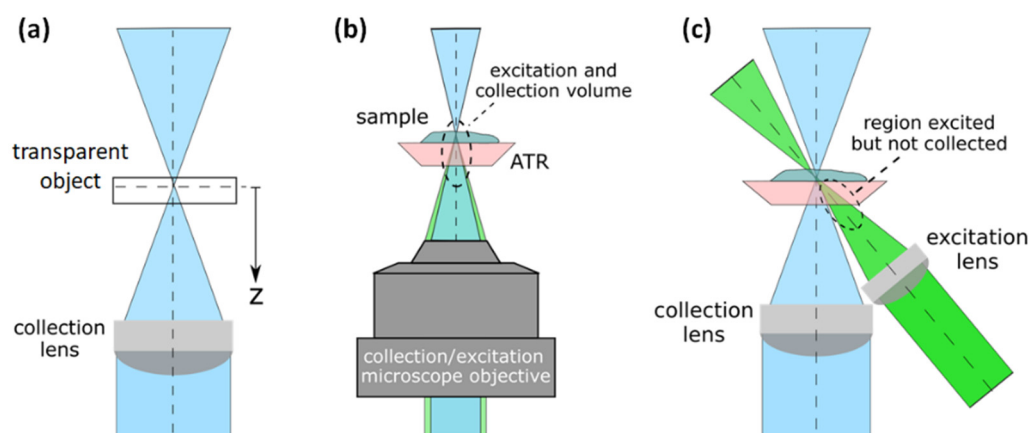 (a)
transparent
object
z
collection
lens
(b)
excitation and
collection volume
sample
ATR
collection/excitation
microscope objective
(c)
region excited
but not collected
excitation
lens
collection
lens